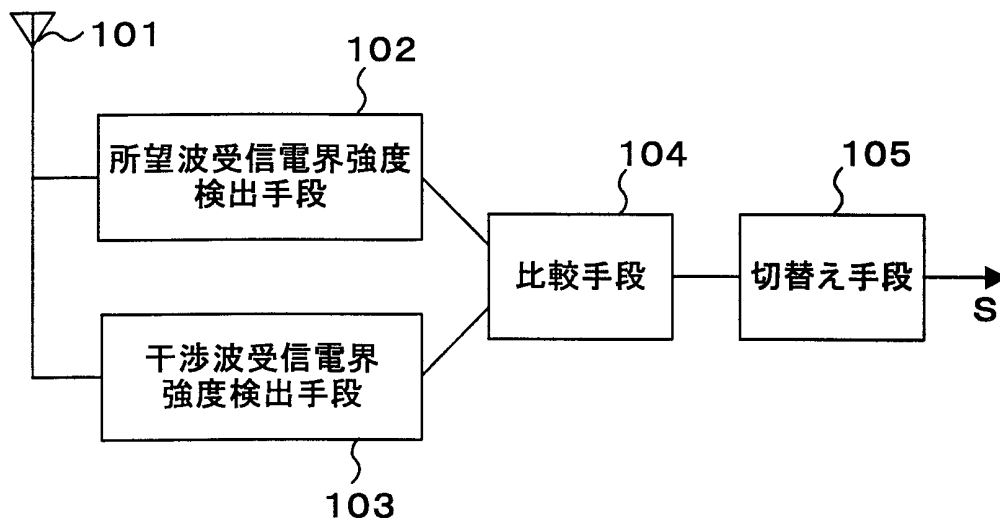 101
102
所望波受信電界強度
検出手段
104
105
比較手段
切替え手段
S
干渉波受信電界
強度検出手段
103